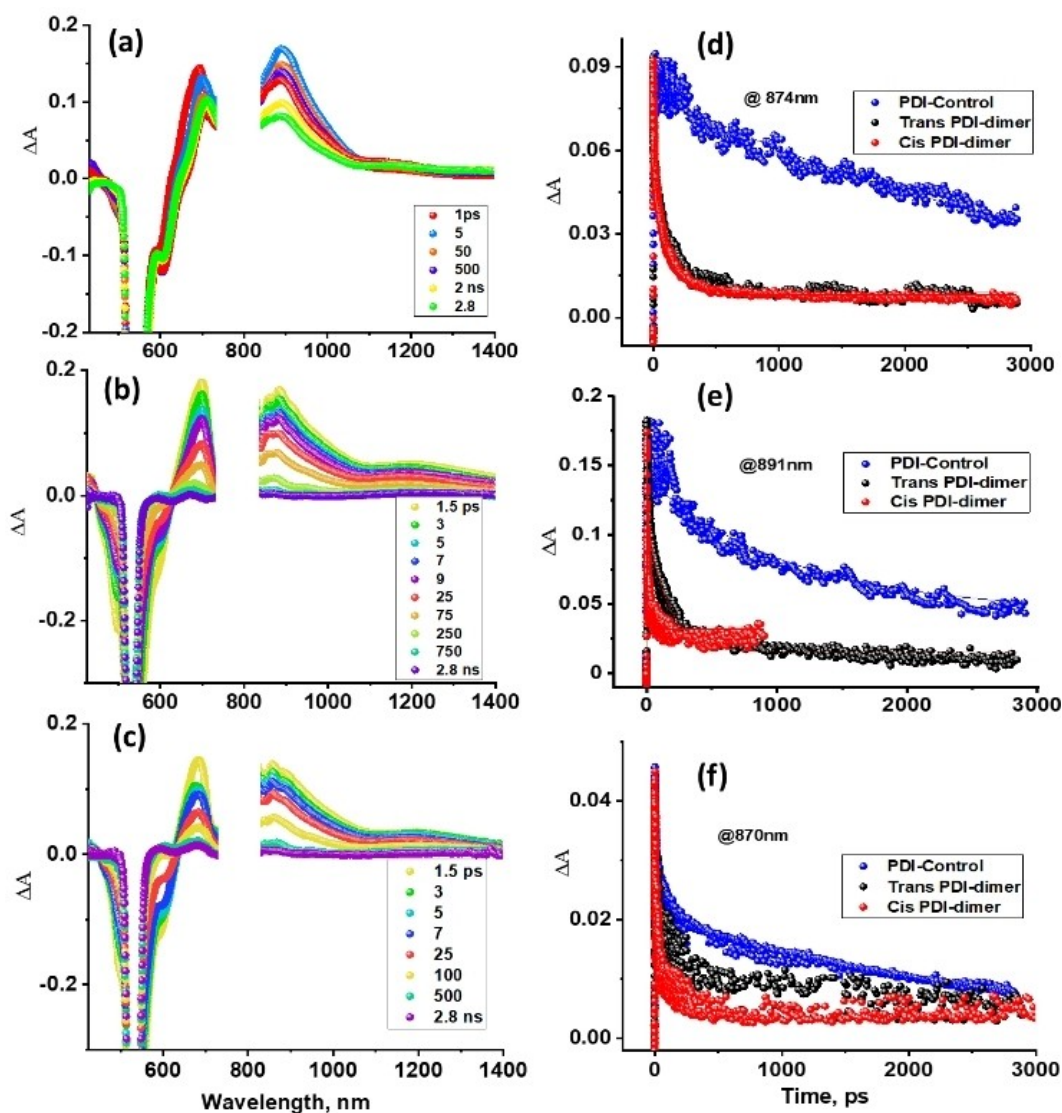 (a)
0.2
0.1
0.0
-0.1
-0.2
ΔA
1ps
5
50
500
2 ns
2.8
600 800 1000 1200 1400
(b)
0.2
0.0
-0.2
ΔA
1.5 ps
3
5
7
9
25
75
250
750
2.8 ns
600 800 1000 1200 1400
(c)
0.2
0.0
-0.2
ΔA
1.5 ps
3
5
7
25
100
500
2.8 ns
600 800 1000 1200 1400
Wavelength, nm
(d)
0.09
0.06
0.03
0.00
ΔA
@ 874nm
PDI-Control
Trans PDI-dimer
Cis PDI-dimer
0 1000 2000 3000
(e)
0.2
0.15
0.1
0.05
0
ΔA
@891nm
PDI-Control
Trans PDI-dimer
Cis PDI-dimer
0 1000 2000 3000
(f)
0.04
0.02
0.00
ΔA
@870nm
PDI-Control
Trans PDI-dimer
Cis PDI-dimer
0 1000 2000 3000
Time, ps